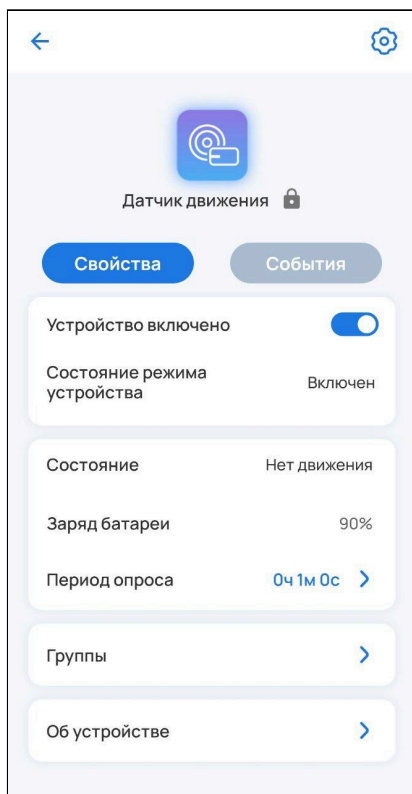 Датчик движения
Свойства
События
Устройство включено
Состояние режима
устройства
Включен
Состояние
Нет движения
Заряд батареи
90%
Период опроса
0ч 1м 0с
Группы
Об устройстве